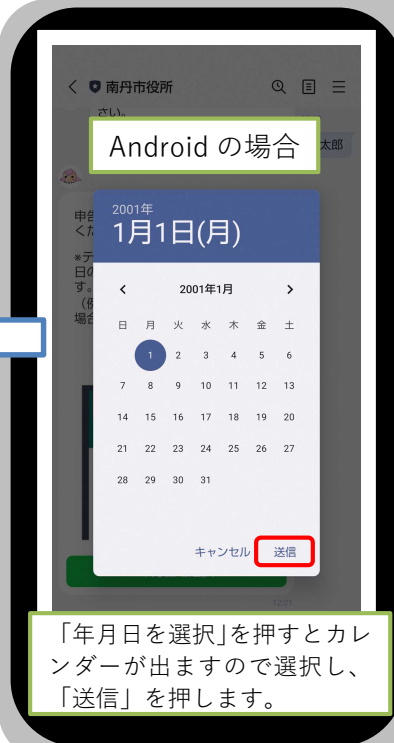 南丹市役所
さい。
Android の場合
太郎
申告
くだ
2001年
1月1日(月)
*デ
日の
す。
（例
場合
2001年1月
日 月 火 水 木 金 土
1 2 3 4 5 6
7 8 9 10 11 12 13
14 15 16 17 18 19 20
21 22 23 24 25 26 27
28 29 30 31
キャンセル 送信
12:21
「年月日を選択」を押すとカレ
ンダーが出ますので選択し、
「送信」を押します。